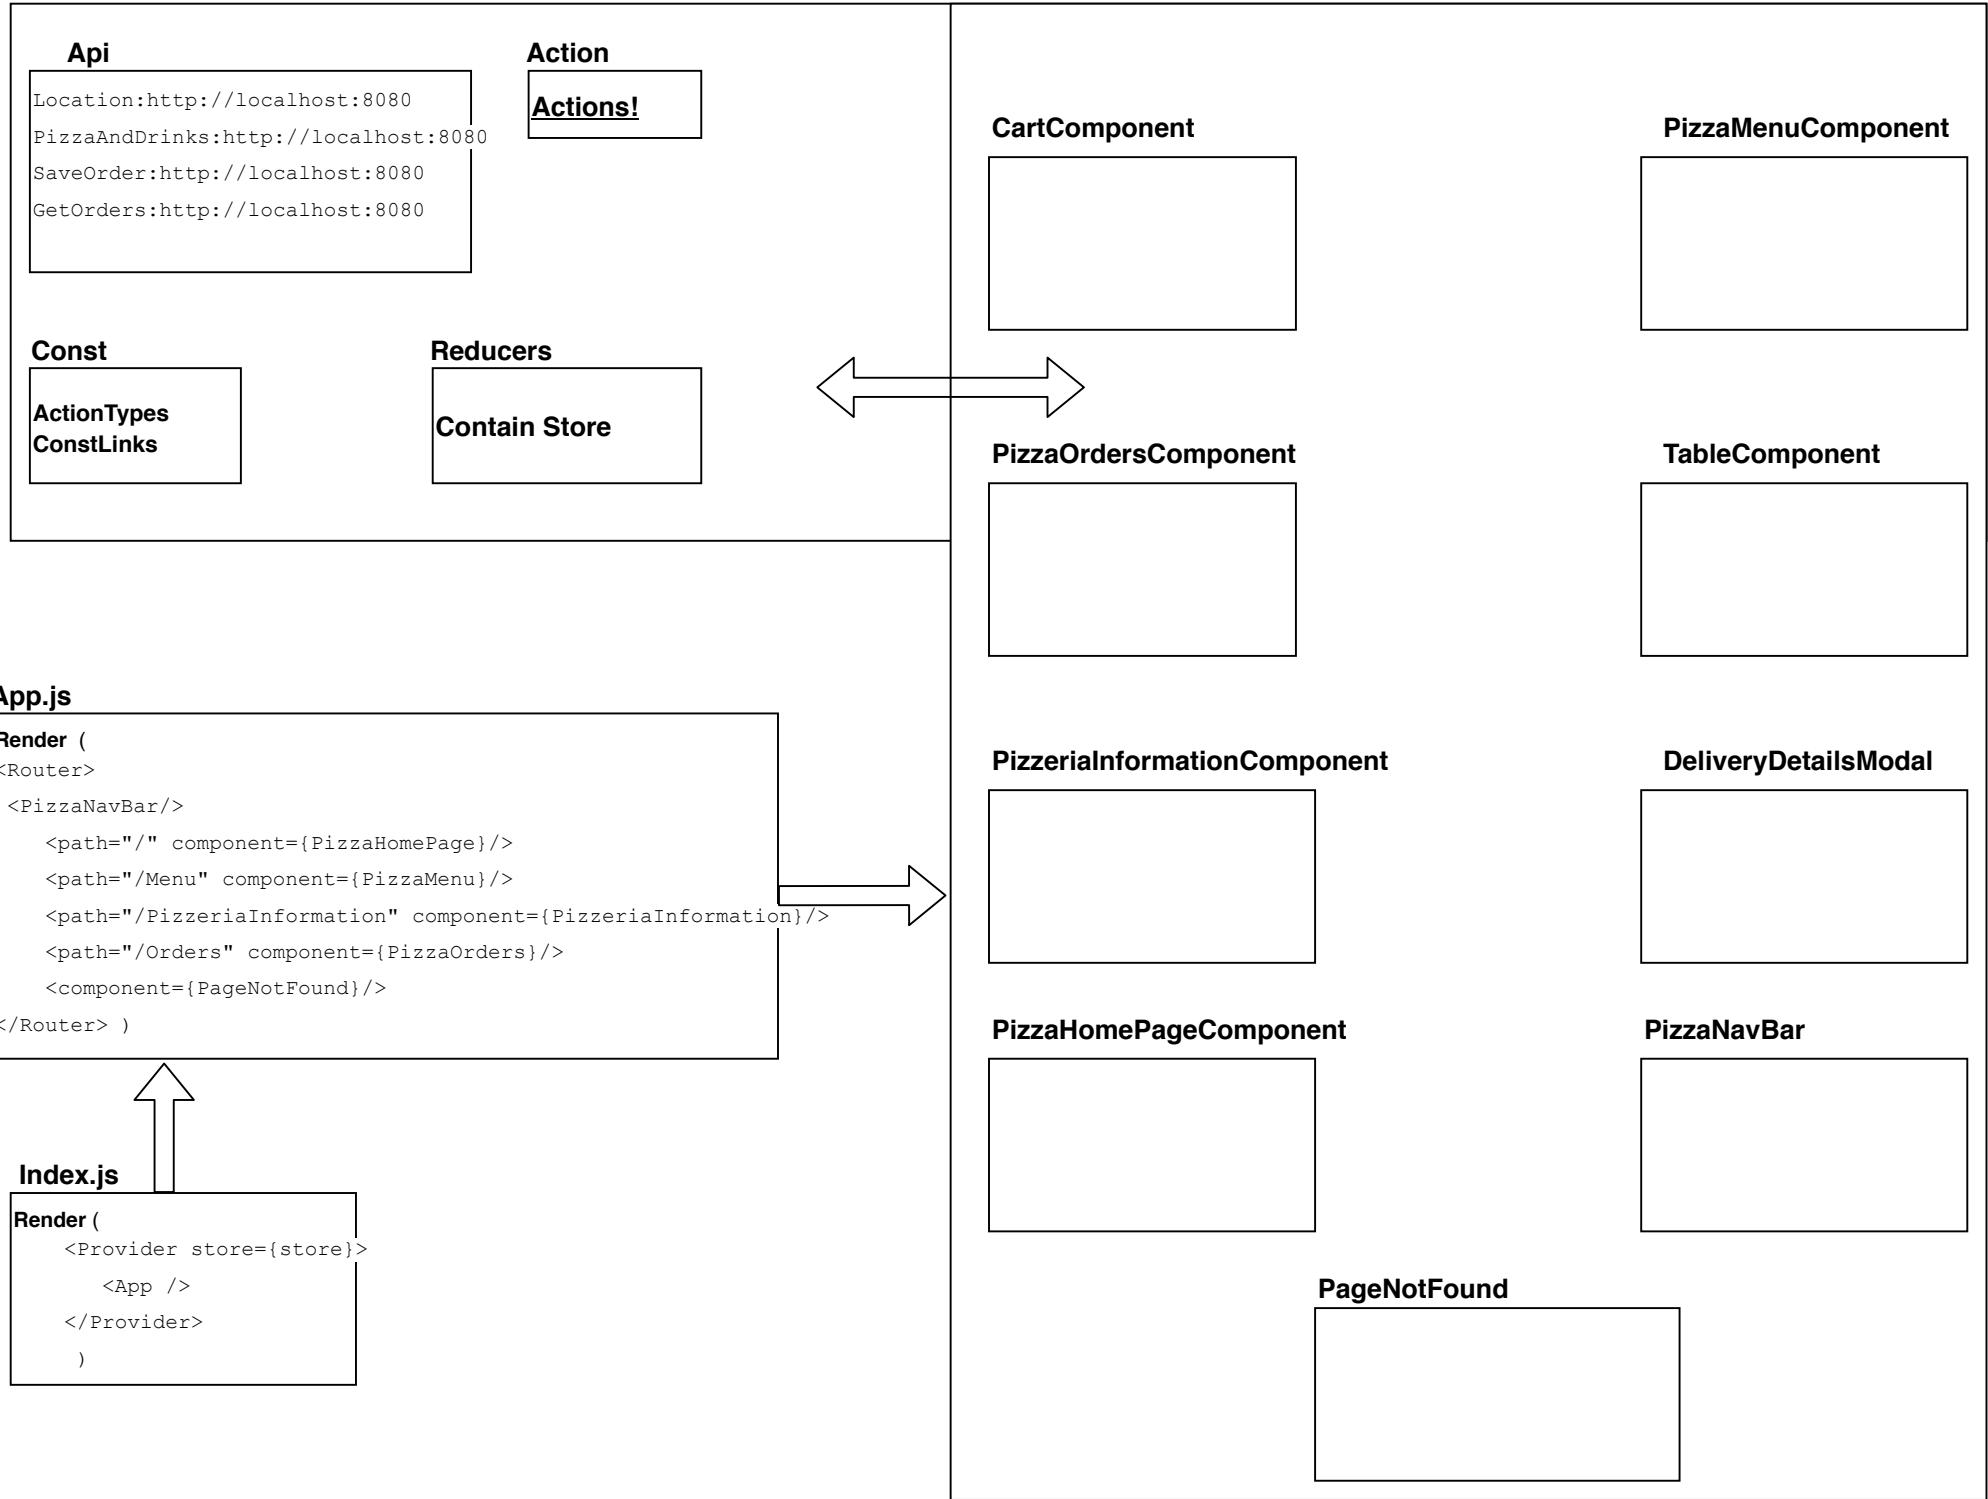 Api
Location:http://localhost:8080
PizzaAndDrinks:http://localhost:8080
SaveOrder:http://localhost:8080
GetOrders:http://localhost:8080
Action
Actions!
Const
ActionTypes
ConstLinks
Reducers
Contain Store
CartComponent
PizzaMenuComponent
PizzaOrdersComponent
TableComponent
PizzeriaInformationComponent
DeliveryDetailsModal
PizzaHomePageComponent
PizzaNavBar
PageNotFound
App.js
Render (
<Router>
<PizzaNavBar/>
<path="/" component={PizzaHomePage}/>
<path="/Menu" component={PizzaMenu}/>
<path="/PizzeriaInformation" component={PizzeriaInformation}/>
<path="/Orders" component={PizzaOrders}/>
<component={PageNotFound}/>
</Router> )
Index.js
Render (
<Provider store={store}>
<App />
</Provider>
)